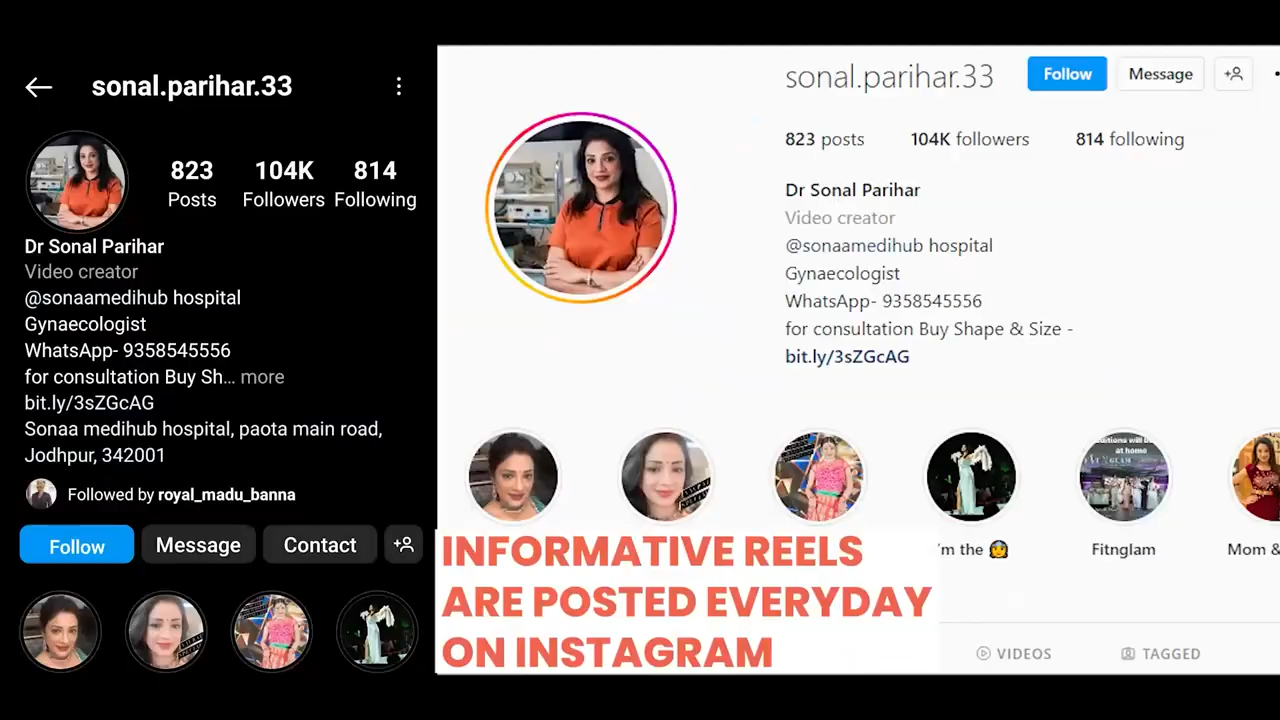 sonal.parihar.33
823
104K
814
Posts
Followers
Following
Dr Sonal Parihar
Video creator
@sonaamedihub hospital
Gynaecologist
WhatsApp- 9358545556
for consultation Buy Sh... more
bit.ly/3sZGcAG
Sonaa medihub hospital, paota main road,
Jodhpur, 342001
Followed by royal_madu_banna
Follow
Message
Contact
sonal.parihar.33
Follow
Message
823 posts
104K followers
814 following
Dr Sonal Parihar
Video creator
@sonaamedihub hospital
Gynaecologist
WhatsApp- 9358545556
for consultation Buy Shape & Size -
bit.ly/3sZGcAG
at home
'm the 👰
Fitnglam
Mom &
INFORMATIVE REELS
ARE POSTED EVERYDAY
ON INSTAGRAM
VIDEOS
TAGGED